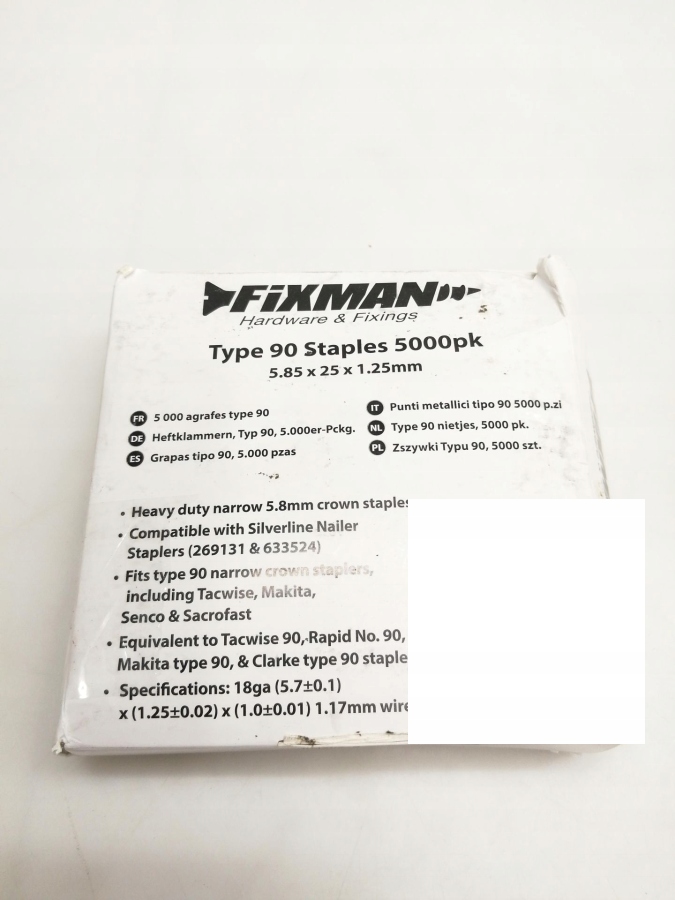 FiXMAN
Hardware & Fixings
Type 90 Staples 5000pk
5.85 x 25 x 1.25mm
FR 5 000 agrafes type 90
DE Heftklammern, Typ 90, 5.000er-Pckg.
ES Grapas tipo 90, 5.000 pzas
IT Punti metallici tipo 90 5000 p.zi
NL Type 90 nietjes, 5000 pk.
PL Zszywki Typu 90, 5000 szt.
• Heavy duty narrow 5.8mm crown staples
• Compatible with Silverline Nailer
Staplers (269131 & 633524)
• Fits type 90 narrow crown staplers,
including Tacwise, Makita,
Senco & Sacrofast
• Equivalent to Tacwise 90, Rapid No. 90,
Makita type 90, & Clarke type 90 staple
• Specifications: 18ga (5.7±0.1)
x (1.25±0.02) x (1.0±0.01) 1.17mm wire